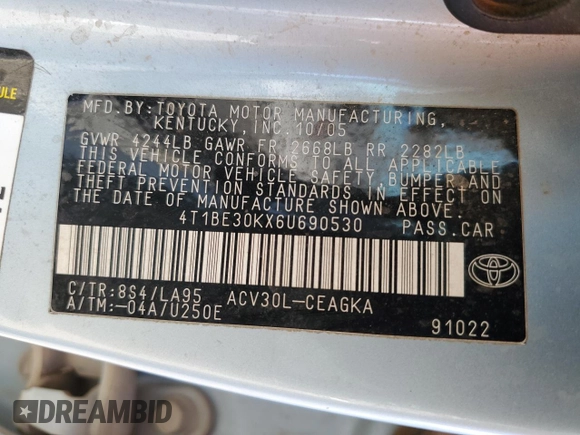 ULE
MFD.BY:TOYOTA MOTOR MANUFACTURING,
KENTUCKY, INC. 10/05
GVWR 4244LB GAWR FR 2668LB RR 2282LB
THIS VEHICLE CONFORMS TO ALL APPLICABLE
FEDERAL MOTOR VEHICLE SAFETY, BUMPER AND
THEFT PREVENTION STANDARDS IN EFFECT ON
THE DATE OF MANUFACTURE SHOWN ABOVE.
4T1BE30KX6U690530 PASS.CAR
C/TR:8S4/LA95 ACV30L-CEAGKA
A/TM:-04A/U250E
91022
TOYOTA
DREAMBID